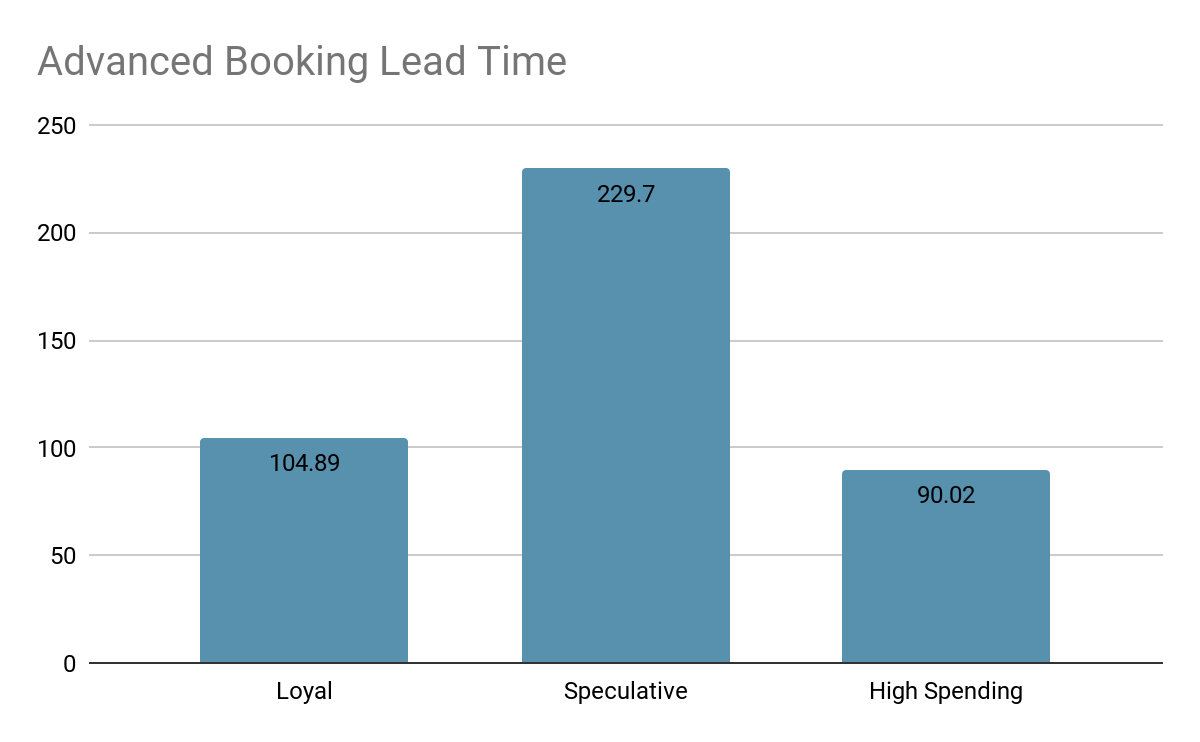 Advanced Booking Lead Time
250
200
150
100
50
0
104.89
229.7
90.02
Loyal
Speculative
High Spending